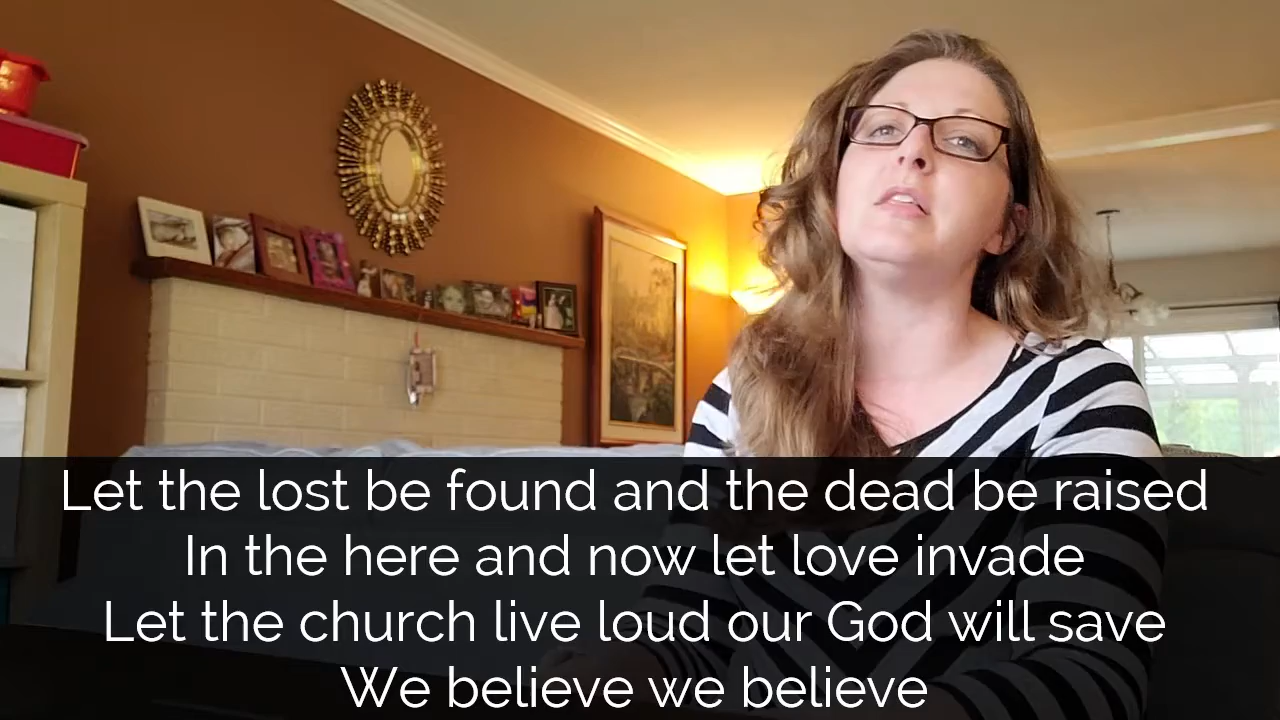 Let the lost be found and the dead be raised
In the here and now let love invade
Let the church live loud our God will save
We believe we believe